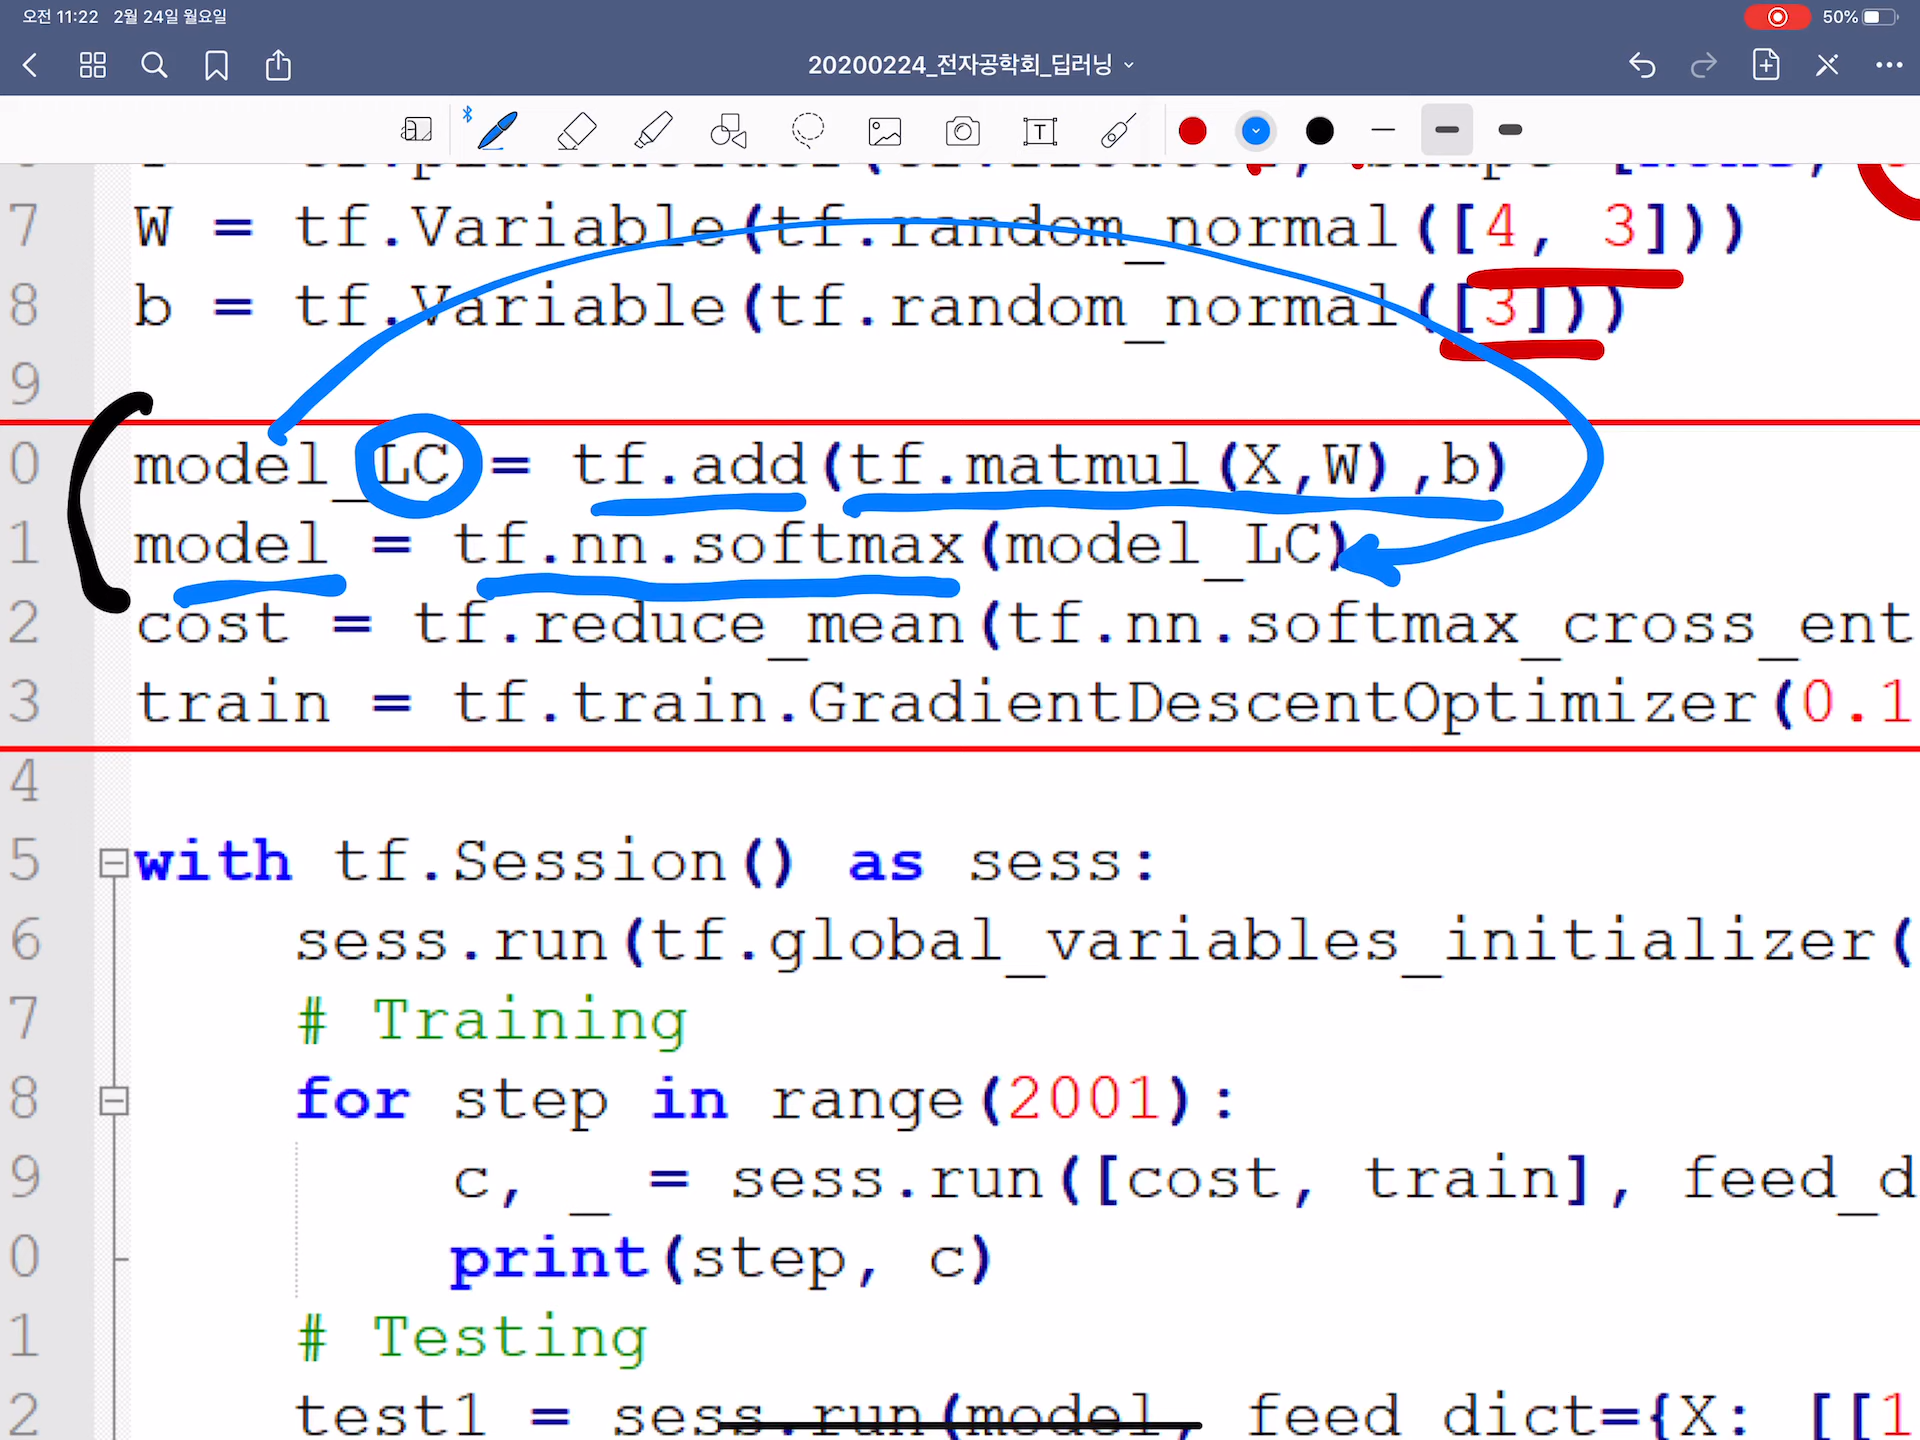 오전 11:22 2월 24일 월요일
50%
20200224_전자공학회_딥러닝
7 W = tf.Variable(tf.random_normal([4, 3]))
8 b = tf.Variable(tf.random_normal([3]))
9
0 model_LC = tf.add(tf.matmul(X,W),b)
1 model = tf.nn.softmax(model_LC)
2 cost = tf.reduce_mean(tf.nn.softmax_cross_ent
3 train = tf.train.GradientDescentOptimizer(0.1
4
5 with tf.Session() as sess:
6 sess.run(tf.global_variables_initializer(
7 # Training
8 for step in range(2001):
9 c, _ = sess.run([cost, train], feed_d
0 print(step, c)
1 # Testing
2 test1 = sess.run(model, feed_dict={X: [[1